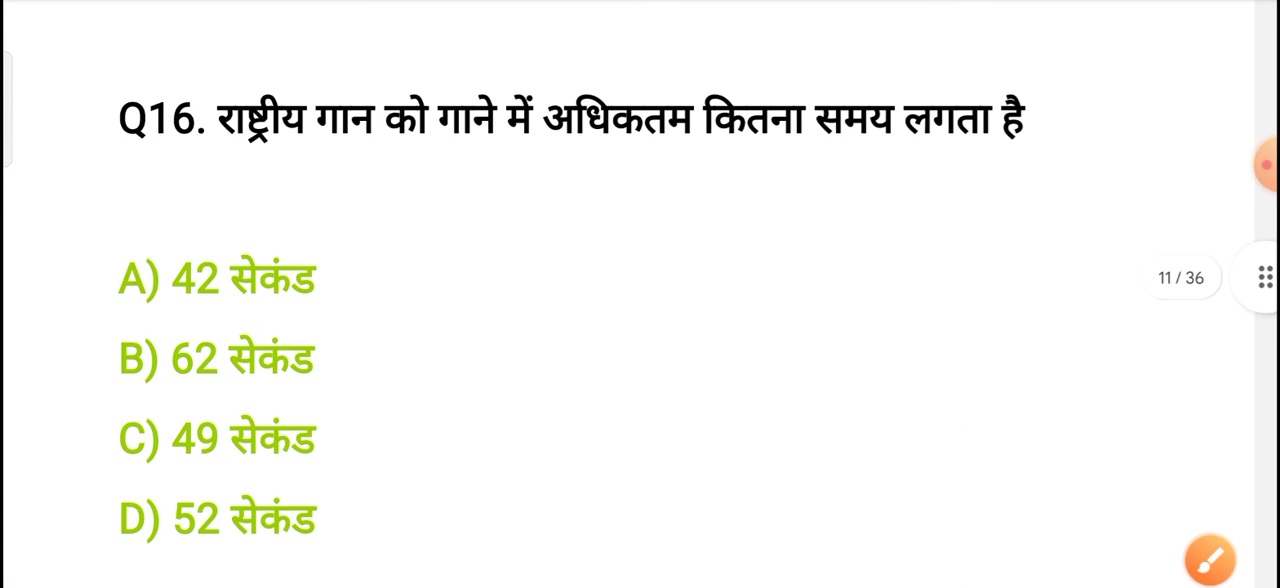 Q16. राष्ट्रीय गान को गाने में अधिकतम कितना समय लगता है
A) 42 सेकंड
11 / 36
B) 62 सेकंड
C) 49 सेकंड
D) 52 सेकंड